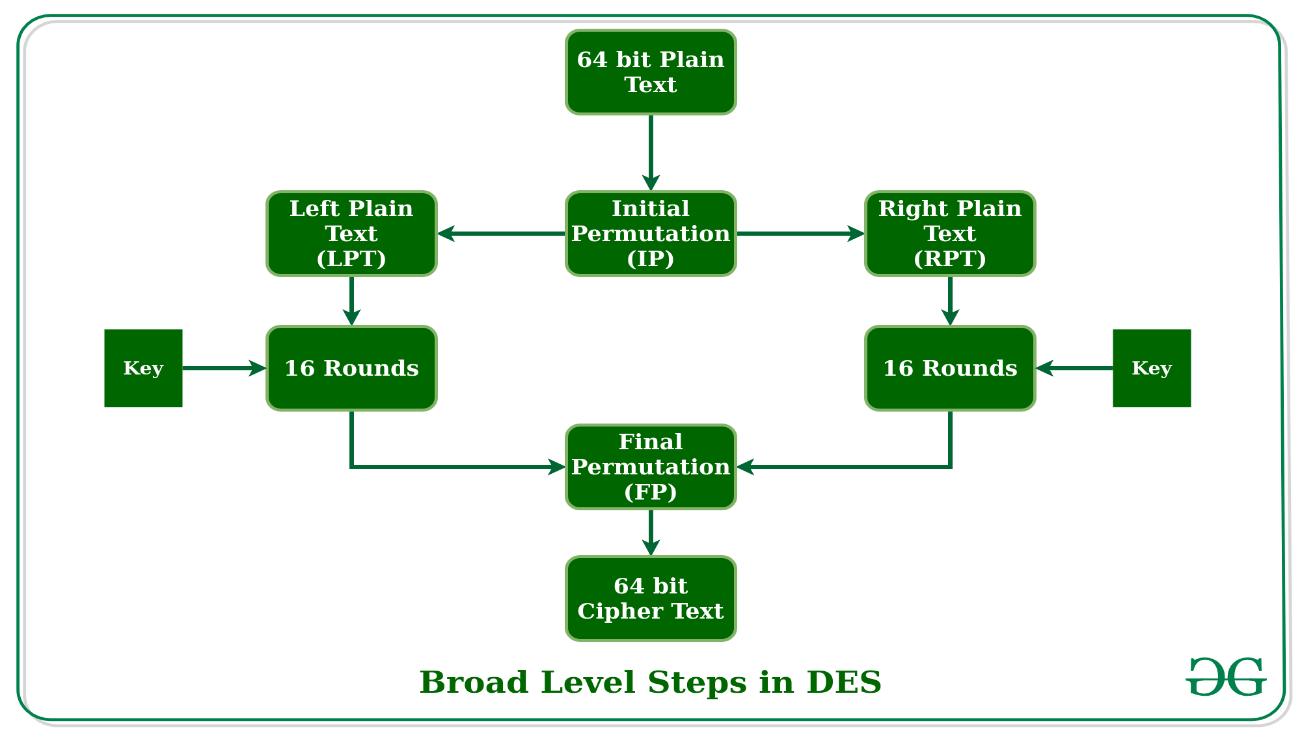 64 bit Plain
Text
Left Plain
Text
(LPT)
Initial
Permutation
(IP)
Right Plain
Text
(RPT)
Key
16 Rounds
16 Rounds
Key
Final
Permutation
(FP)
64 bit
Cipher Text
Broad Level Steps in DES